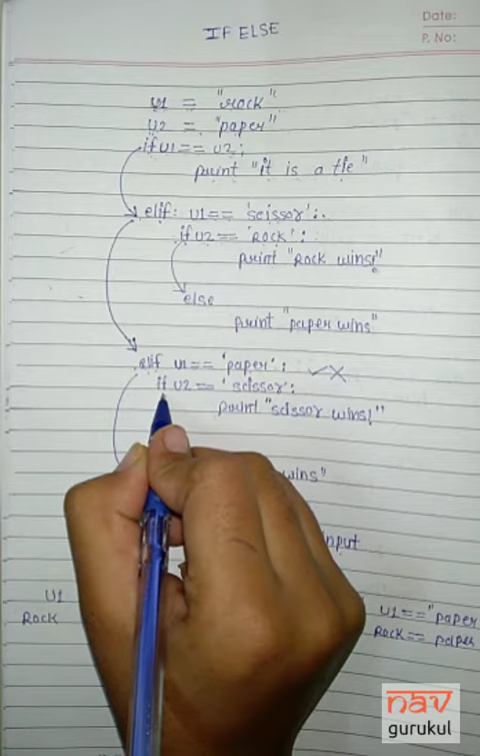 Date:
P. No:
IF ELSE
U1 = "rock"
U2 = "paper"
if U1 == U2;
print "it is a tie"
elif: U1 == 'scissor':.
if U2 == 'ROCK':
print "Rock wins!"
else
print "paper wins"
elif U1 == 'paper': ✓✗
if U2 == 'scissor':
print "scissor wins!"
wins"
input
U1
Rock
U1 == "paper
Rock == paper
nav
gurukul